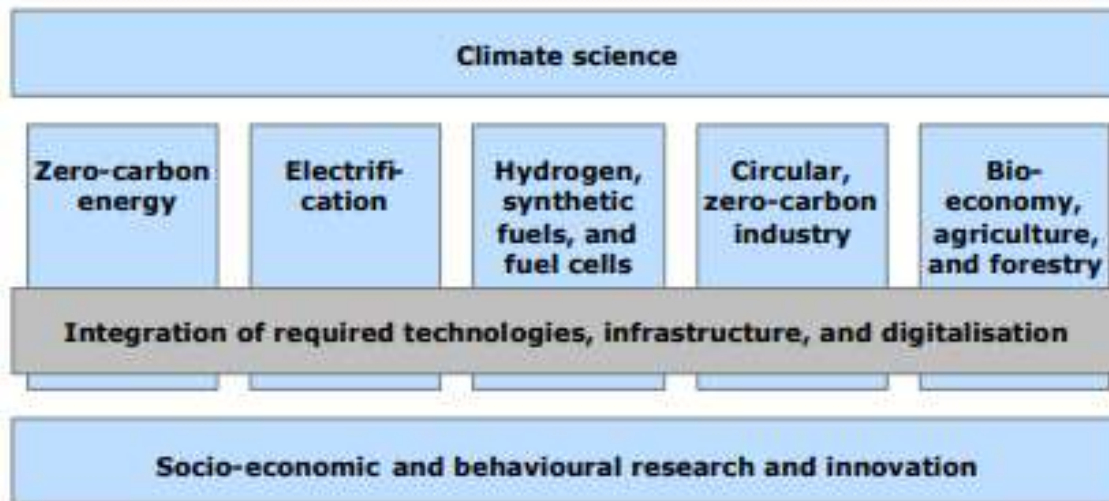 Climate science
Zero-carbon
energy
Electrifi-
cation
Hydrogen,
synthetic
fuels, and
fuel cells
Circular,
zero-carbon
industry
Bio-
economy,
agriculture,
and forestry
Integration of required technologies, infrastructure, and digitalisation
Socio-economic and behavioural research and innovation